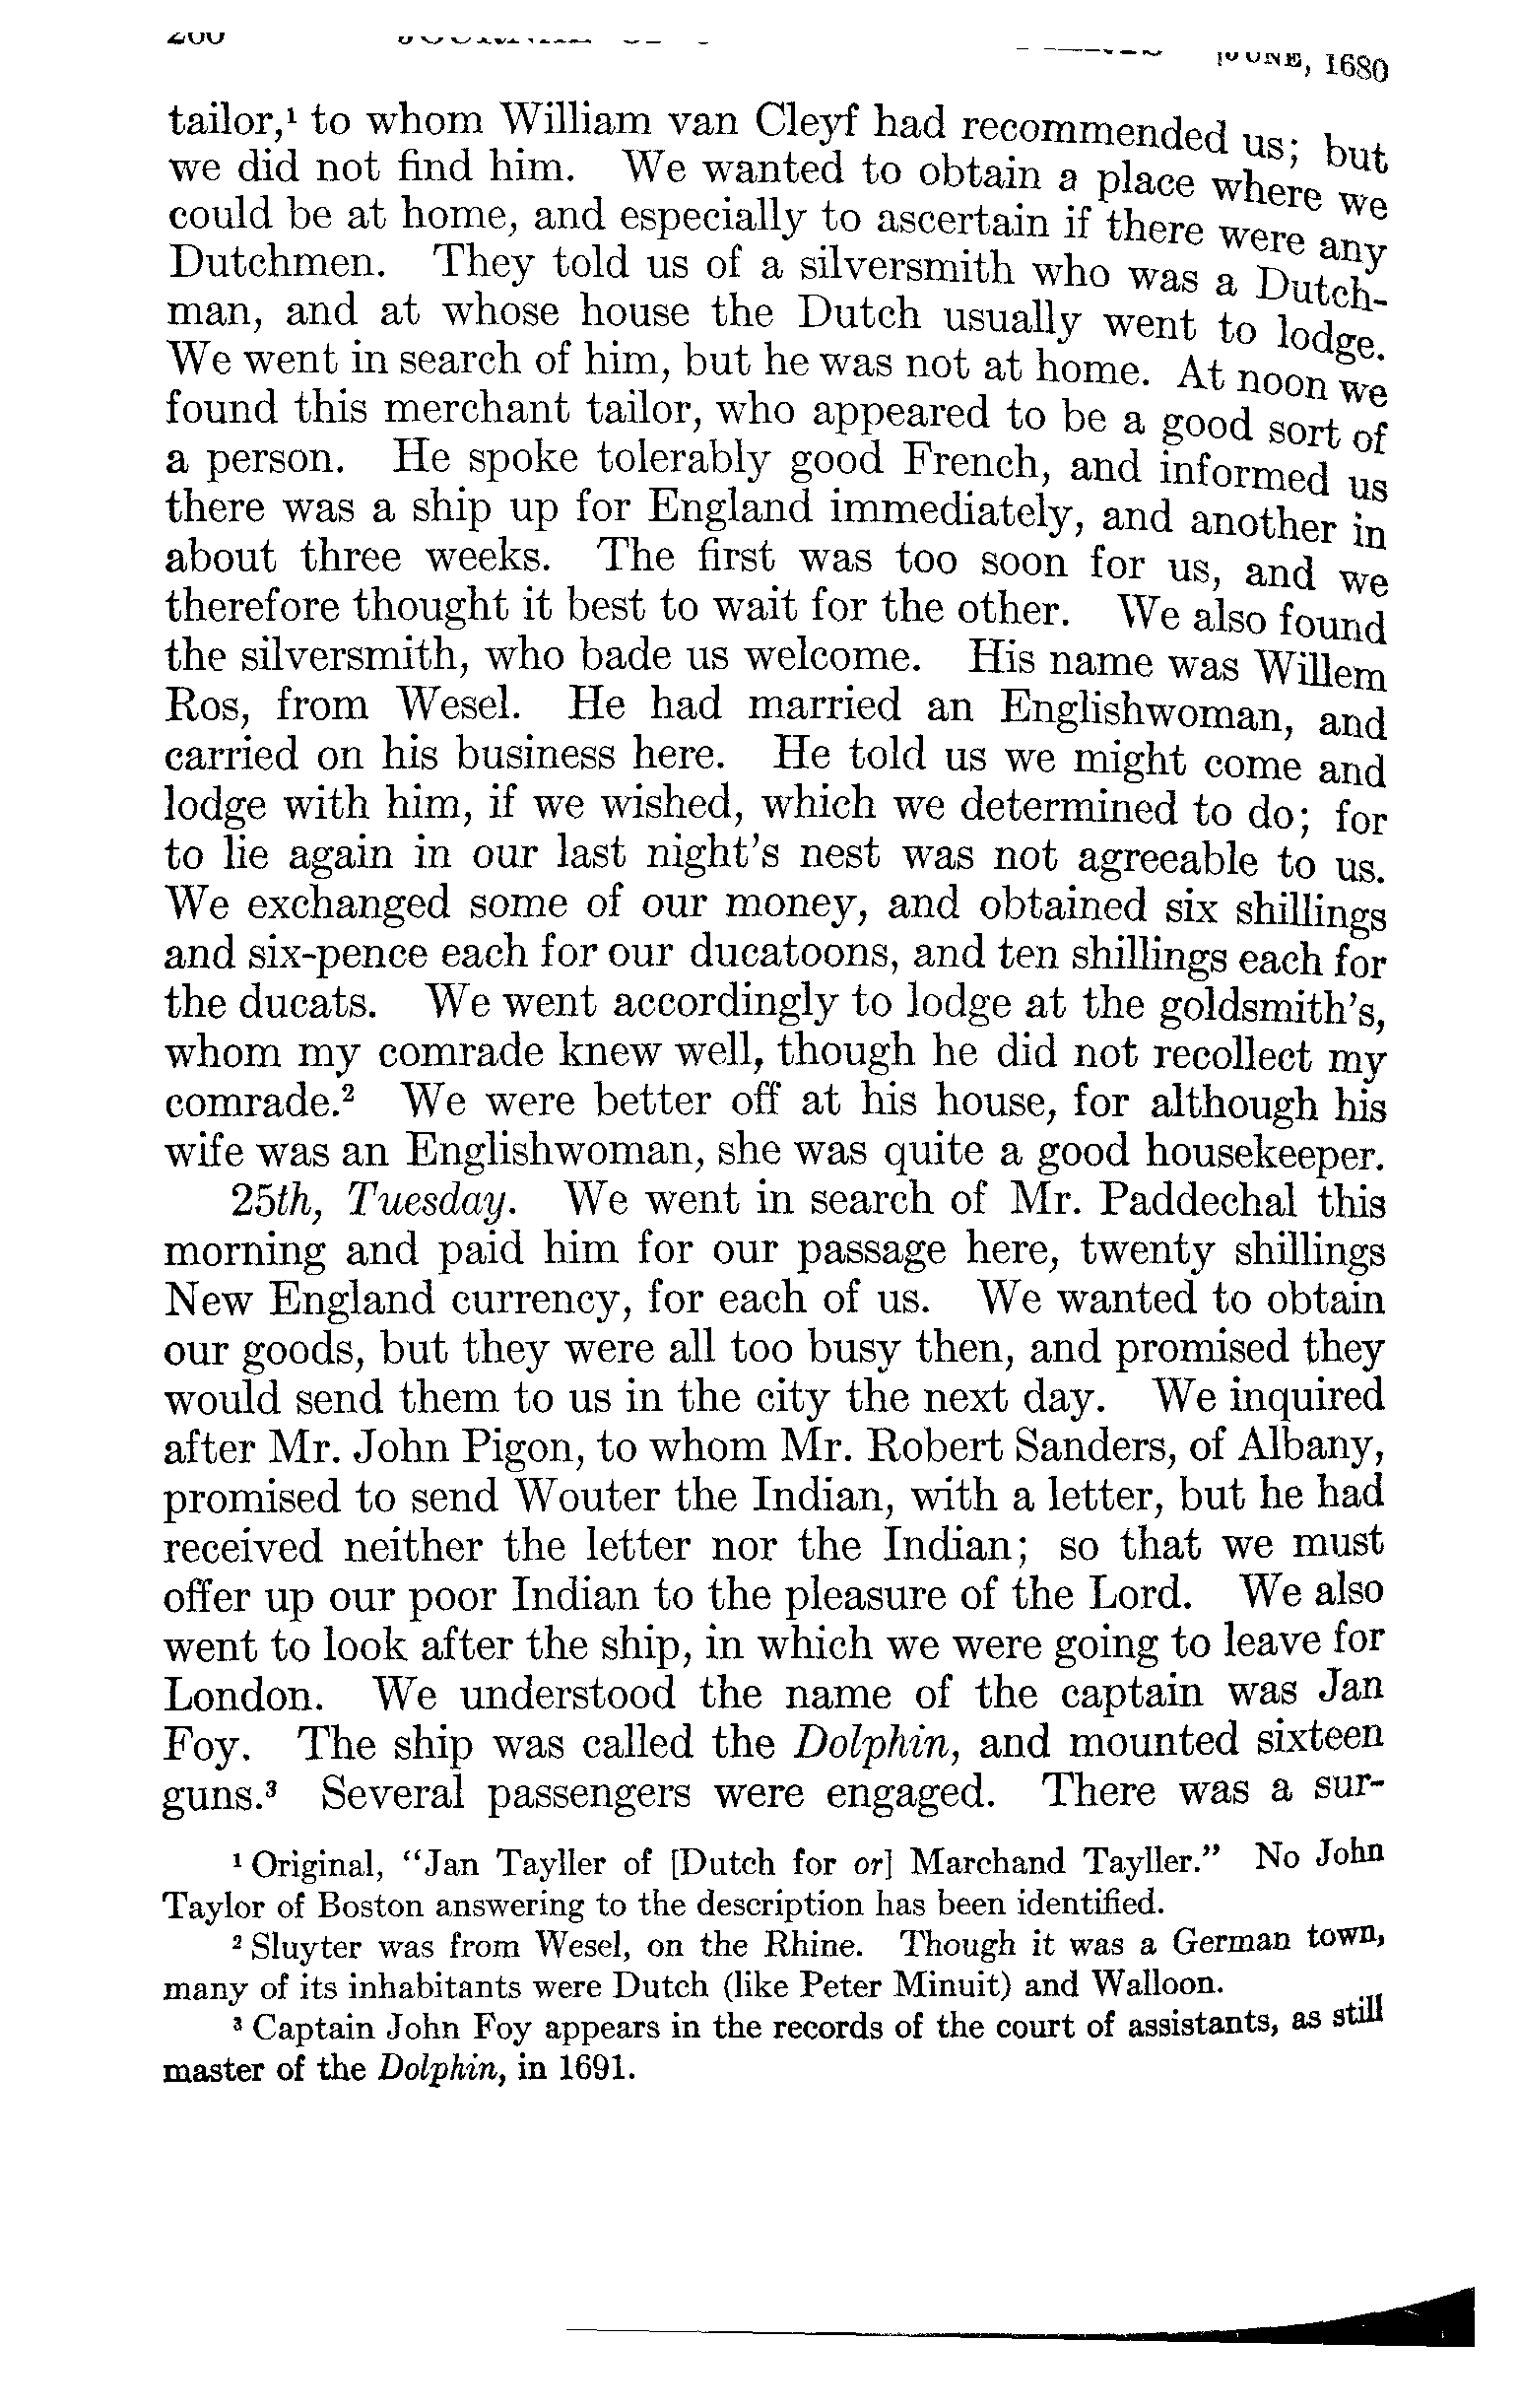 JUNE, 1680
tailor,¹ to whom William van Cleyf had recommended us; but
we did not find him. We wanted to obtain a place where we
could be at home, and especially to ascertain if there were any
Dutchmen. They told us of a silversmith who was a Dutch-
man, and at whose house the Dutch usually went to lodge.
We went in search of him, but he was not at home. At noon we
found this merchant tailor, who appeared to be a good sort of
a person. He spoke tolerably good French, and informed us
there was a ship up for England immediately, and another in
about three weeks. The first was too soon for us, and we
therefore thought it best to wait for the other. We also found
the silversmith, who bade us welcome. His name was Willem
Ros, from Wesel. He had married an Englishwoman, and
carried on his business here. He told us we might come and
lodge with him, if we wished, which we determined to do; for
to lie again in our last night's nest was not agreeable to us.
We exchanged some of our money, and obtained six shillings
and six-pence each for our ducatoons, and ten shillings each for
the ducats. We went accordingly to lodge at the goldsmith's,
whom my comrade knew well, though he did not recollect my
comrade.² We were better off at his house, for although his
wife was an Englishwoman, she was quite a good housekeeper.
25th, Tuesday. We went in search of Mr. Paddechal this
morning and paid him for our passage here, twenty shillings
New England currency, for each of us. We wanted to obtain
our goods, but they were all too busy then, and promised they
would send them to us in the city the next day. We inquired
after Mr. John Pigon, to whom Mr. Robert Sanders, of Albany,
promised to send Wouter the Indian, with a letter, but he had
received neither the letter nor the Indian; so that we must
offer up our poor Indian to the pleasure of the Lord. We also
went to look after the ship, in which we were going to leave for
London. We understood the name of the captain was Jan
Foy. The ship was called the Dolphin, and mounted sixteen
guns.³ Several passengers were engaged. There was a sur-
¹ Original, "Jan Tayller of [Dutch for or] Marchand Tayller." No John
Taylor of Boston answering to the description has been identified.
² Sluyter was from Wesel, on the Rhine. Though it was a German town,
many of its inhabitants were Dutch (like Peter Minuit) and Walloon.
³ Captain John Foy appears in the records of the court of assistants, as still
master of the Dolphin, in 1691.